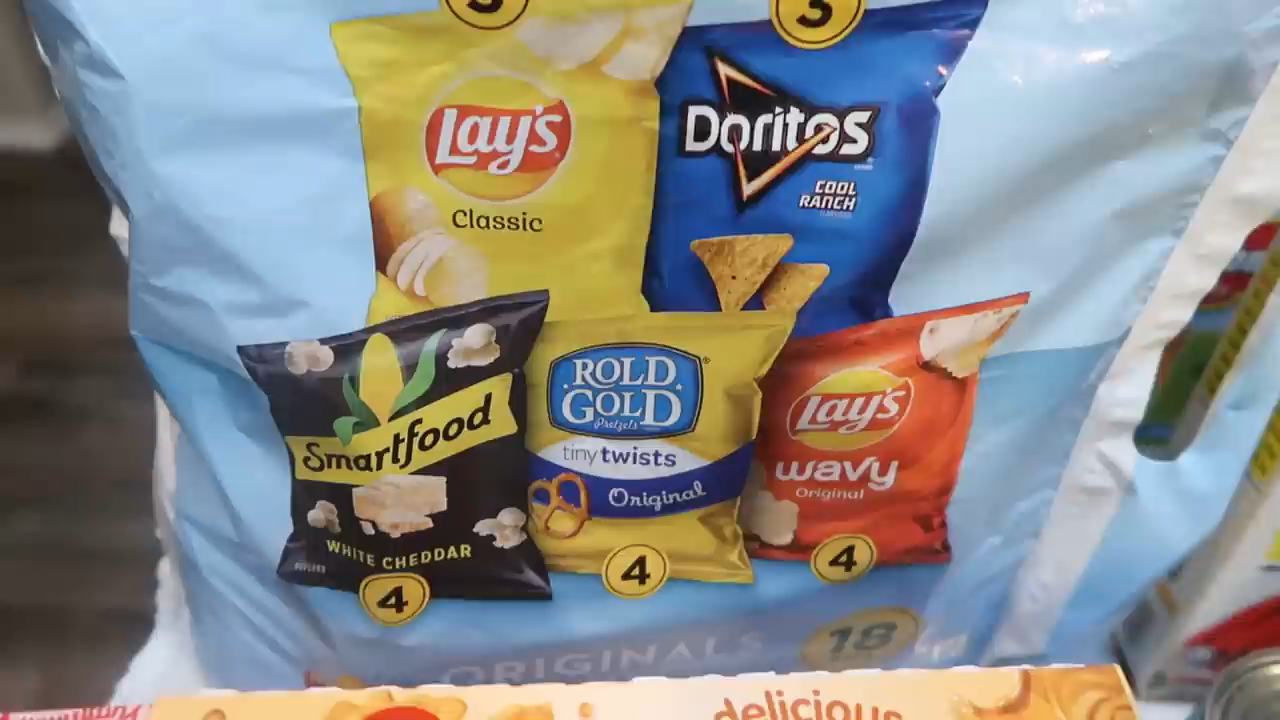 3
3
Lay's
Classic
Doritos
COOL
RANCH
Smartfood
WHITE CHEDDAR
4
ROLD
GOLD
Pretzels
tiny twists
Original
4
Lay's
wavy
Original
4
ORIGINALS
18
delicious